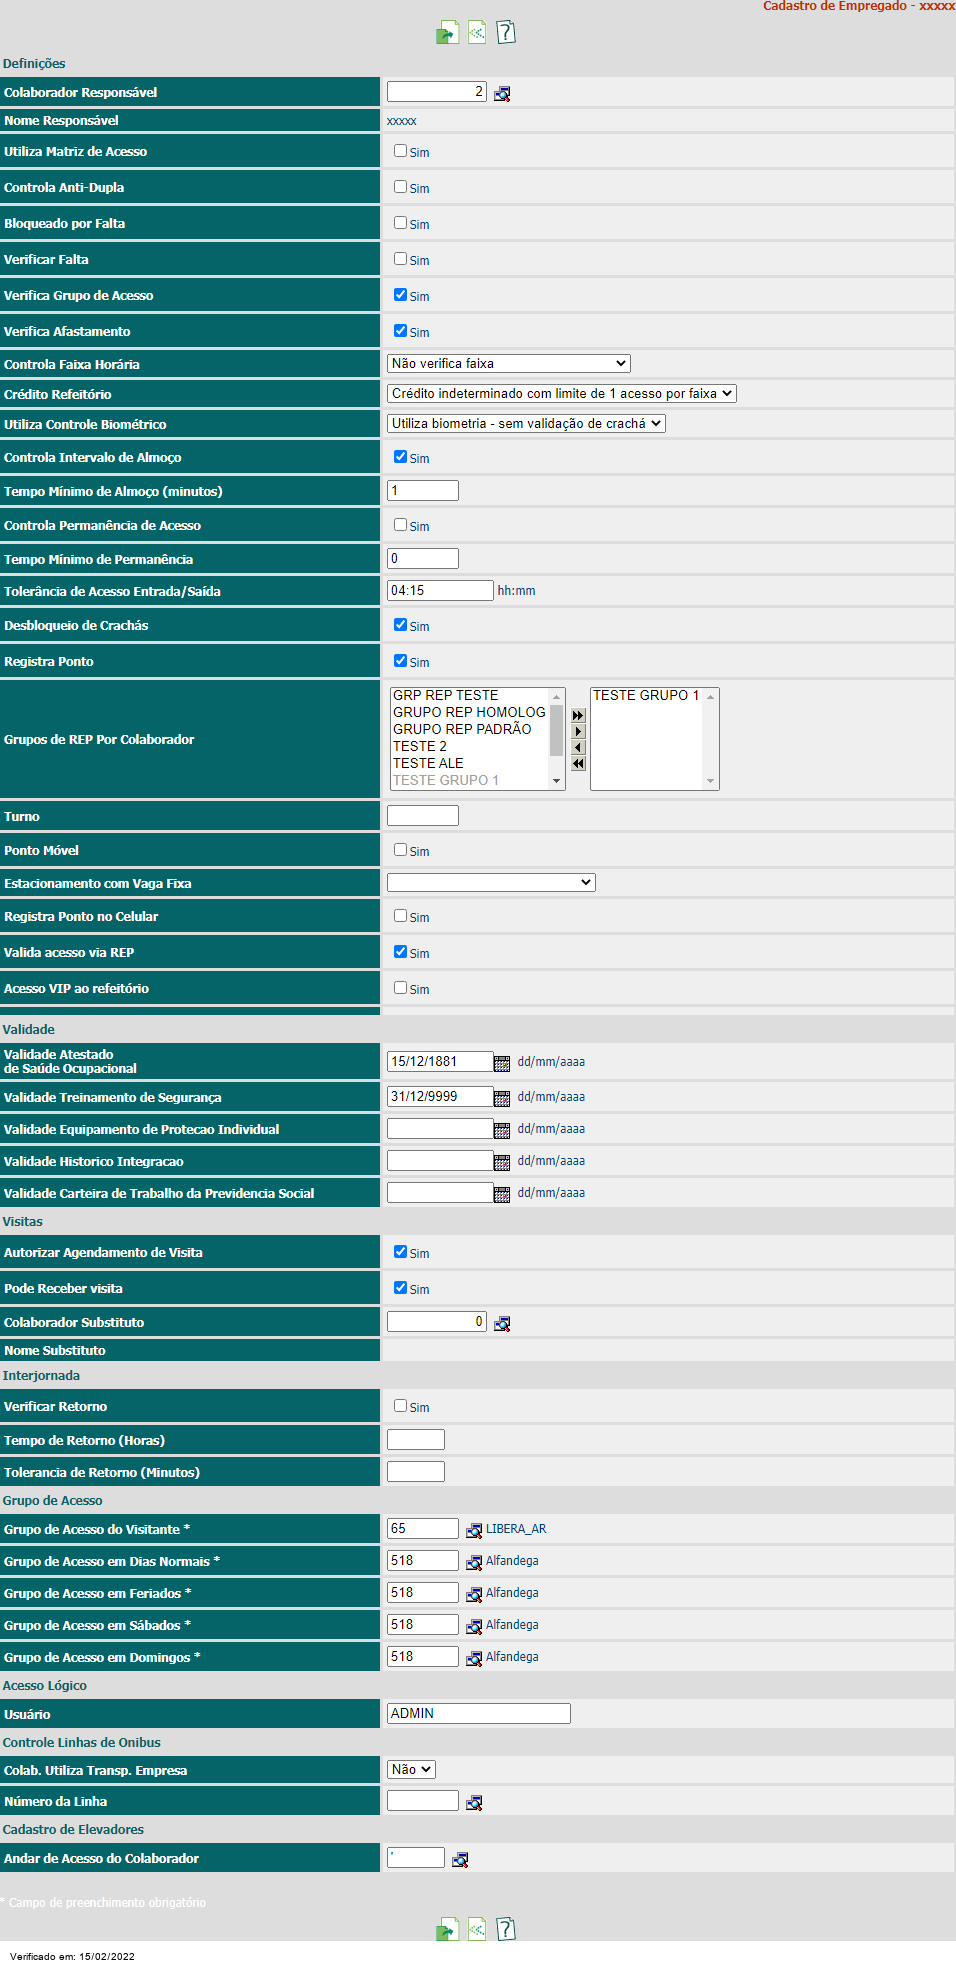 Cadastro de Empregado - xxxxx
Definições
Colaborador Responsável 2
Nome Responsável xxxxx
Utiliza Matriz de Acesso Sim
Controla Anti-Dupla Sim
Bloqueado por Falta Sim
Verificar Falta Sim
Verifica Grupo de Acesso Sim
Verifica Afastamento Sim
Controla Faixa Horária Não verifica faixa
Crédito Refeitório Crédito indeterminado com limite de 1 acesso por faixa
Utiliza Controle Biométrico Utiliza biometria - sem validação de crachá
Controla Intervalo de Almoço Sim
Tempo Mínimo de Almoço (minutos) 1
Controla Permanência de Acesso Sim
Tempo Mínimo de Permanência 0
Tolerância de Acesso Entrada/Saída 04:15 hh:mm
Desbloqueio de Crachás Sim
Registra Ponto Sim
Grupos de REP Por Colaborador
GRP REP TESTE
GRUPO REP HOMOLOG
GRUPO REP PADRÃO
TESTE 2
TESTE ALE
TESTE GRUPO 1
TESTE GRUPO 1
Turno
Ponto Móvel Sim
Estacionamento com Vaga Fixa
Registra Ponto no Celular Sim
Valida acesso via REP Sim
Acesso VIP ao refeitório Sim
Validade
Validade Atestado
de Saúde Ocupacional 15/12/1881 dd/mm/aaaa
Validade Treinamento de Segurança 31/12/9999 dd/mm/aaaa
Validade Equipamento de Protecao Individual dd/mm/aaaa
Validade Historico Integracao dd/mm/aaaa
Validade Carteira de Trabalho da Previdencia Social dd/mm/aaaa
Visitas
Autorizar Agendamento de Visita Sim
Pode Receber visita Sim
Colaborador Substituto 0
Nome Substituto
Interjornada
Verificar Retorno Sim
Tempo de Retorno (Horas)
Tolerancia de Retorno (Minutos)
Grupo de Acesso
Grupo de Acesso do Visitante * 65 LIBERA_AR
Grupo de Acesso em Dias Normais * 518 Alfandega
Grupo de Acesso em Feriados * 518 Alfandega
Grupo de Acesso em Sábados * 518 Alfandega
Grupo de Acesso em Domingos * 518 Alfandega
Acesso Lógico
Usuário ADMIN
Controle Linhas de Onibus
Colab. Utiliza Transp. Empresa Não
Número da Linha
Cadastro de Elevadores
Andar de Acesso do Colaborador '
* Campo de preenchimento obrigatório
Verificado em: 15/02/2022